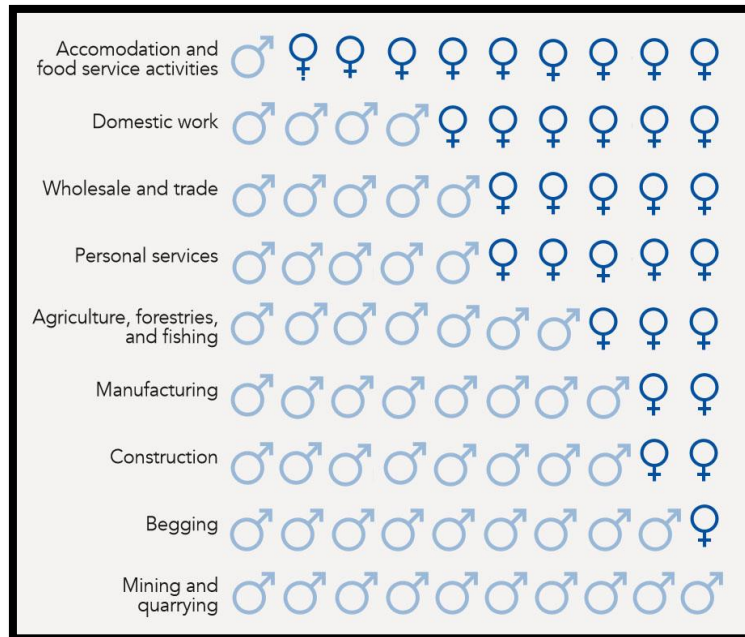 Accomodation and
food service activities
Domestic work
Wholesale and trade
Personal services
Agriculture, forestries,
and fishing
Manufacturing
Construction
Begging
Mining and
quarrying